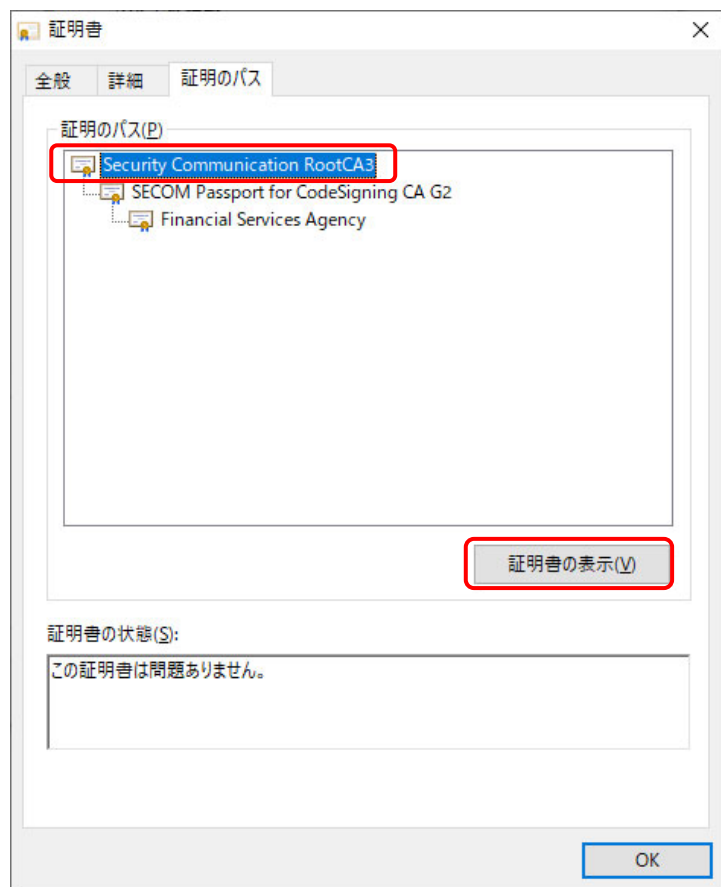 証明書
全般 詳細 証明のパス
証明のパス(P)
Security Communication RootCA3
SECOM Passport for CodeSigning CA G2
Financial Services Agency
証明書の表示(V)
証明書の状態(S):
この証明書は問題ありません。
OK